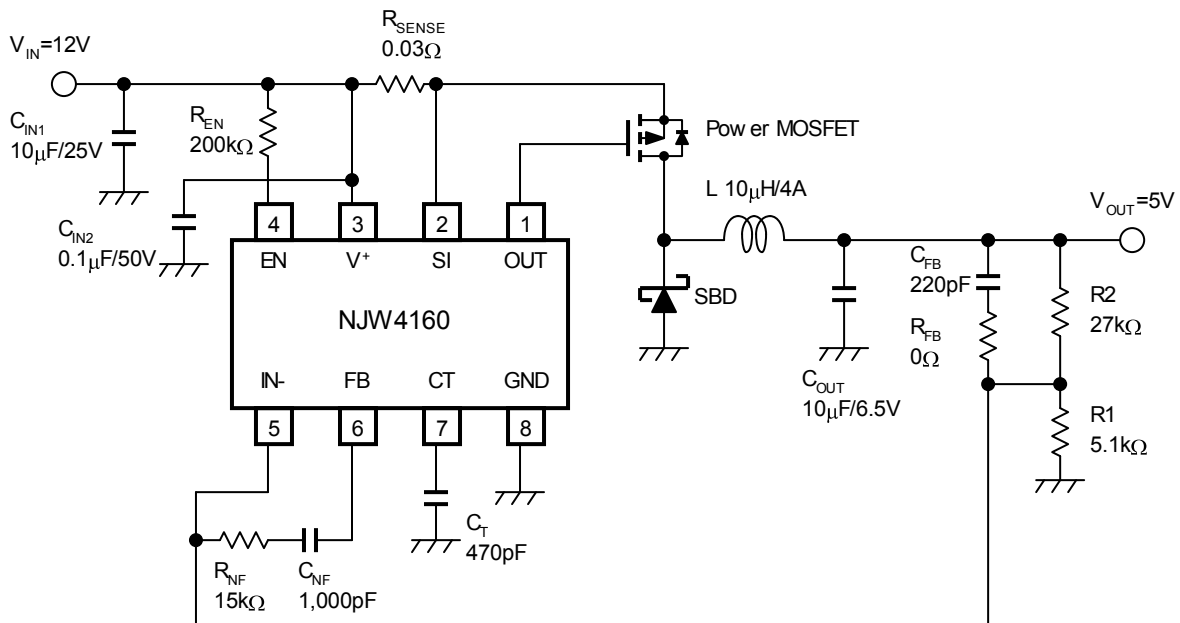 V_IN=12V
R_SENSE
0.03Ω
C_IN1
10μF/25V
R_EN
200kΩ
Power MOSFET
L 10μH/4A
V_OUT=5V
C_IN2
0.1μF/50V
4 3 2 1
EN V+ SI OUT
NJW4160
IN- FB CT GND
5 6 7 8
SBD
C_FB
220pF
R_FB
0Ω
R2
27kΩ
C_OUT
10μF/6.5V
R1
5.1kΩ
C_T
470pF
R_NF
15kΩ
C_NF
1,000pF